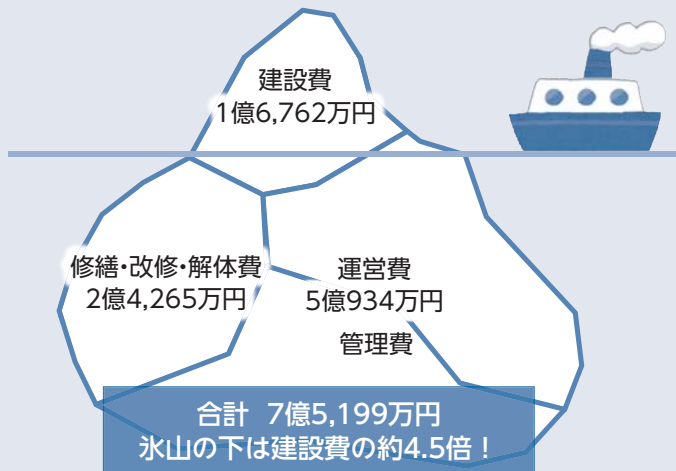 建設費
1億6,762万円
修繕・改修・解体費
2億4,265万円
運営費
5億934万円
管理費
合計 7億5,199万円
氷山の下は建設費の約4.5倍!